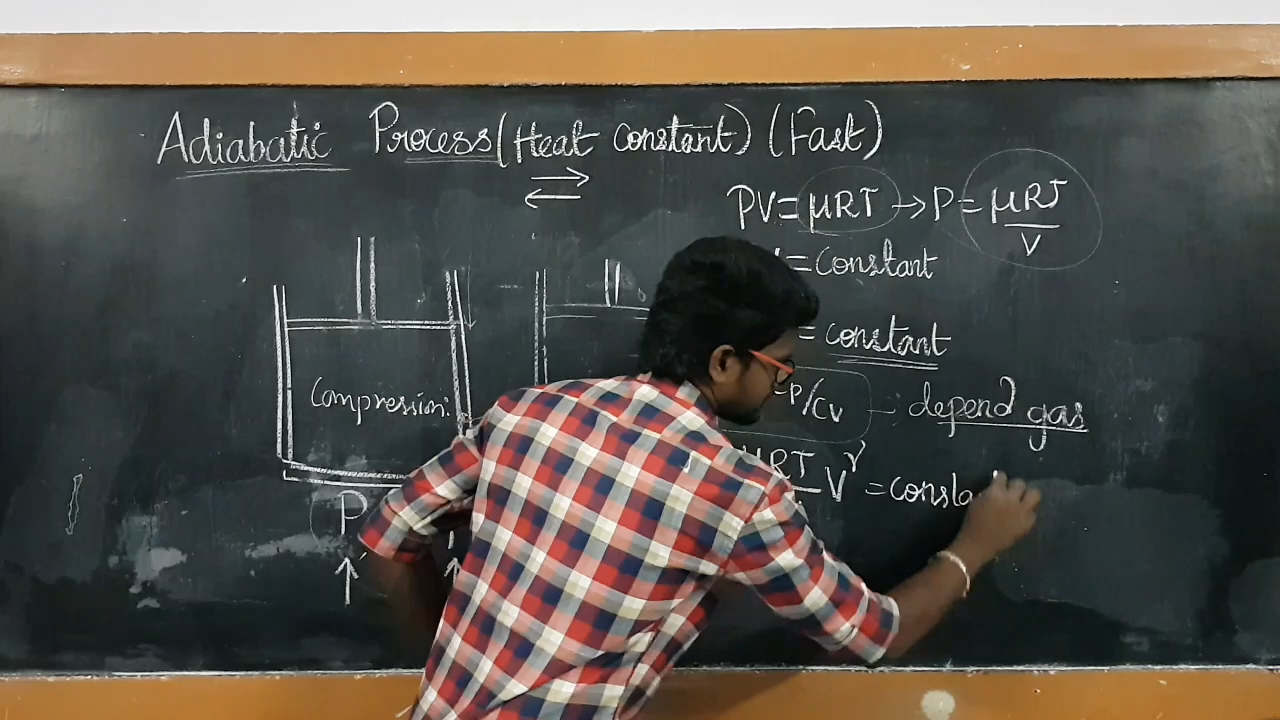 Adiabatic Process (Heat constant) (Fast)
PV = μRT → P = μRT / V
= constant
= constant
P/Cv → depend gas
μRT V^γ = consta
Compression:
P